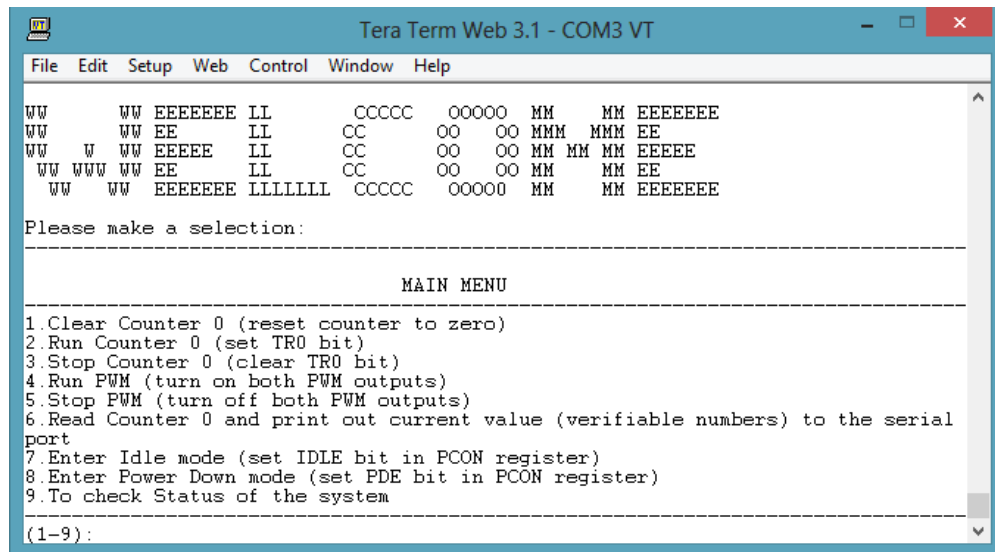 Tera Term Web 3.1 - COM3 VT
File Edit Setup Web Control Window Help
WW      WW EEEEEEE LL       CCCCC   OOOOO  MM    MM EEEEEEE
WW      WW EE      LL      CC      OO   OO MMM  MMM EE
WW   W  WW EEEEE   LL      CC      OO   OO MM MM MM EEEEE
 WW WWW WW EE      LL      CC      OO   OO MM    MM EE
  WW   WW  EEEEEEE LLLLLLL  CCCCC   OOOOO  MM    MM EEEEEEE
Please make a selection:
MAIN MENU
1.Clear Counter 0 (reset counter to zero)
2.Run Counter 0 (set TR0 bit)
3.Stop Counter 0 (clear TR0 bit)
4.Run PWM (turn on both PWM outputs)
5.Stop PWM (turn off both PWM outputs)
6.Read Counter 0 and print out current value (verifiable numbers) to the serial
port
7.Enter Idle mode (set IDLE bit in PCON register)
8.Enter Power Down mode (set PDE bit in PCON register)
9.To check Status of the system
(1-9):